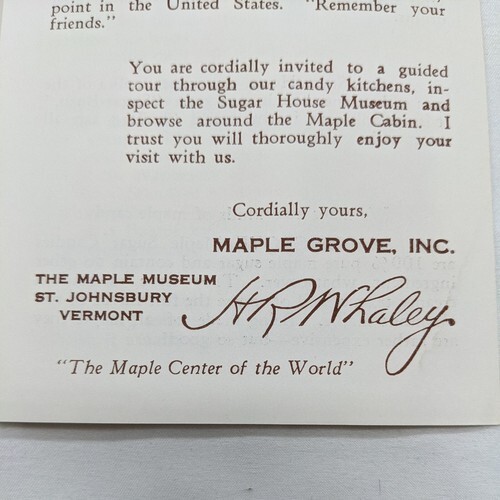 point in the United States. "Remember your
friends."
You are cordially invited to a guided
tour through our candy kitchens, in-
spect the Sugar House Museum and
browse around the Maple Cabin. I
trust you will thoroughly enjoy your
visit with us.
Cordially yours,
MAPLE GROVE, INC.
THE MAPLE MUSEUM
ST. JOHNSBURY
VERMONT
H R Whaley
"The Maple Center of the World"